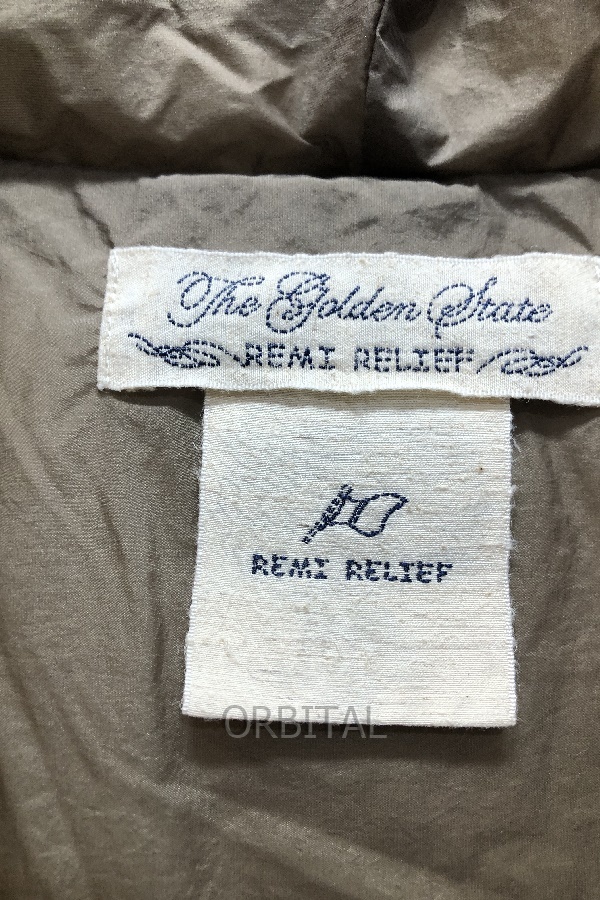 The Golden State
REMI RELIEF
REMI RELIEF
ORBITAL